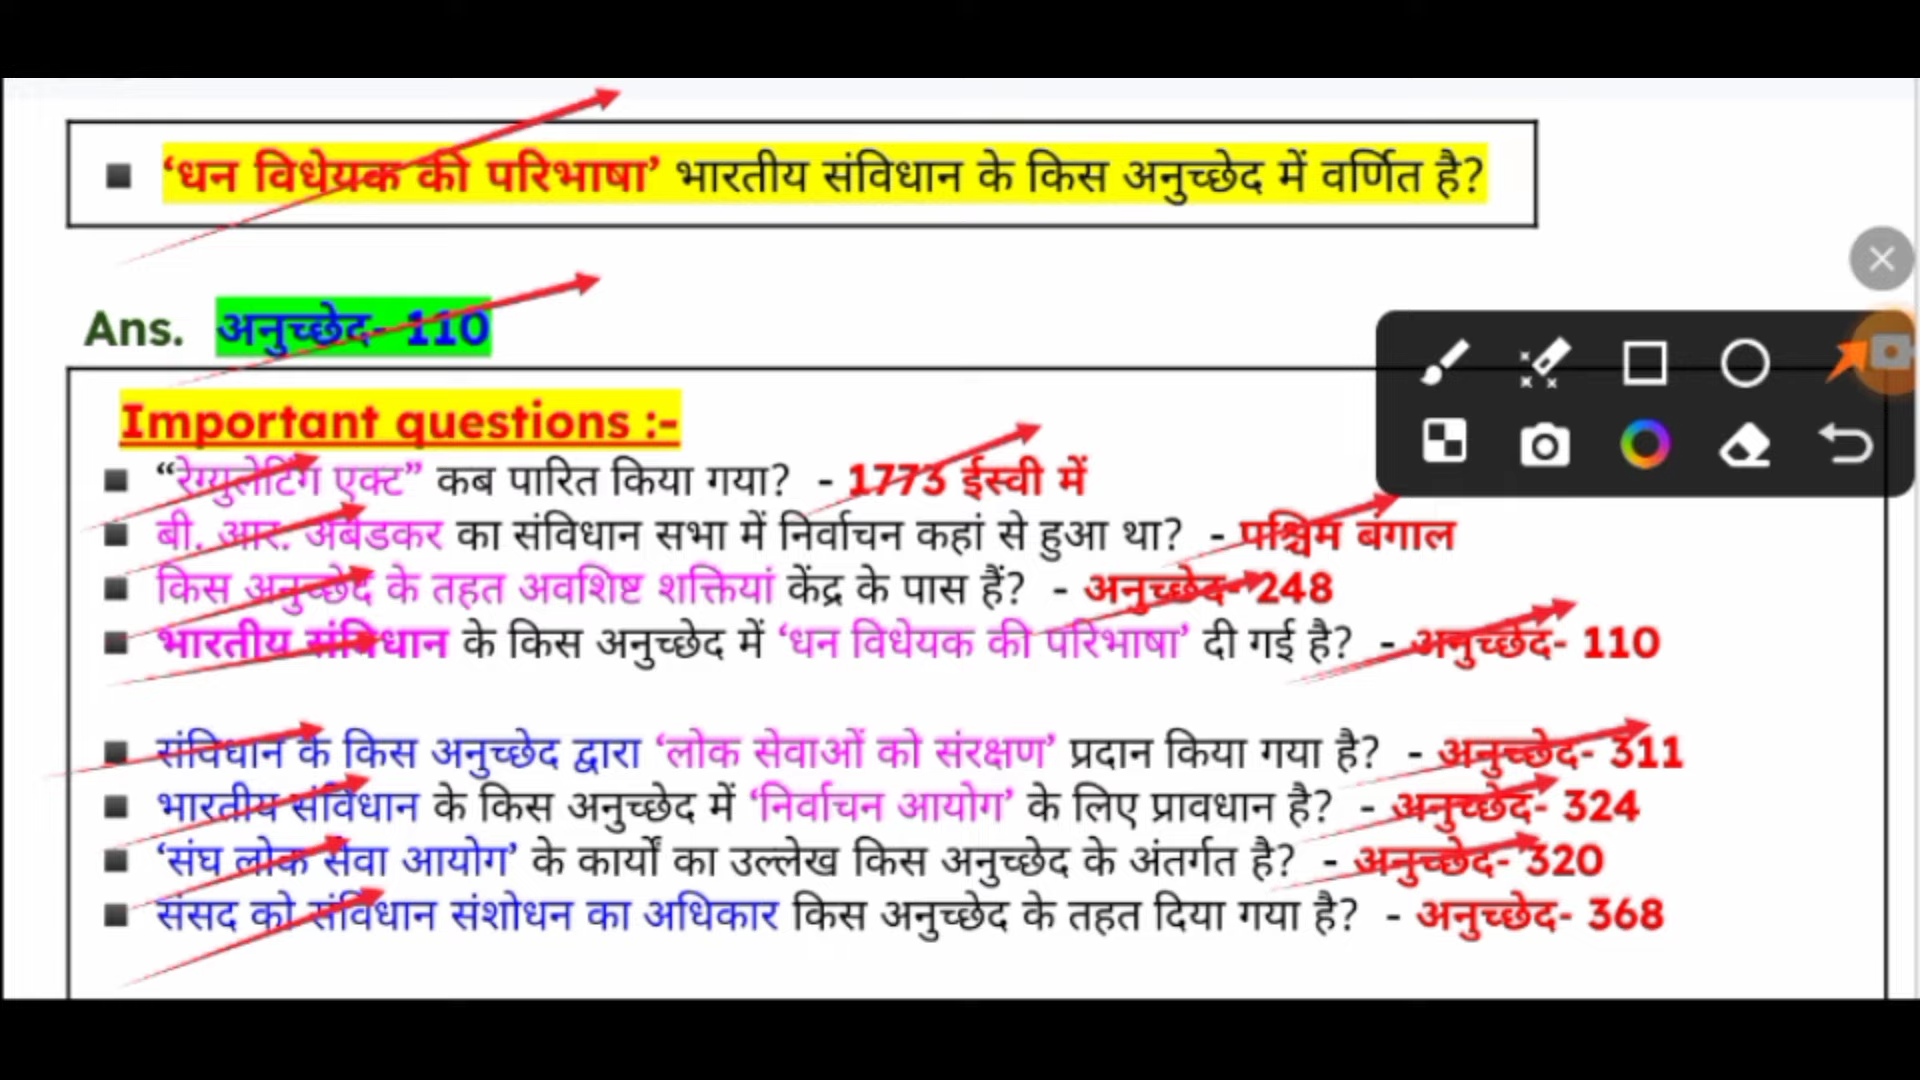 ‘धन विधेयक की परिभाषा’ भारतीय संविधान के किस अनुच्छेद में वर्णित है?
Ans. अनुच्छेद- 110
Important questions :-
“रेग्युलेटिंग एक्ट” कब पारित किया गया? - 1773 ईस्वी में
बी. आर. अंबेडकर का संविधान सभा में निर्वाचन कहां से हुआ था? - पश्चिम बंगाल
किस अनुच्छेद के तहत अवशिष्ट शक्तियां केंद्र के पास हैं? - अनुच्छेद- 248
भारतीय संविधान के किस अनुच्छेद में ‘धन विधेयक की परिभाषा’ दी गई है? - अनुच्छेद- 110
संविधान के किस अनुच्छेद द्वारा ‘लोक सेवाओं को संरक्षण’ प्रदान किया गया है? - अनुच्छेद- 311
भारतीय संविधान के किस अनुच्छेद में ‘निर्वाचन आयोग’ के लिए प्रावधान है? - अनुच्छेद- 324
‘संघ लोक सेवा आयोग’ के कार्यों का उल्लेख किस अनुच्छेद के अंतर्गत है? - अनुच्छेद- 320
संसद को संविधान संशोधन का अधिकार किस अनुच्छेद के तहत दिया गया है? - अनुच्छेद- 368